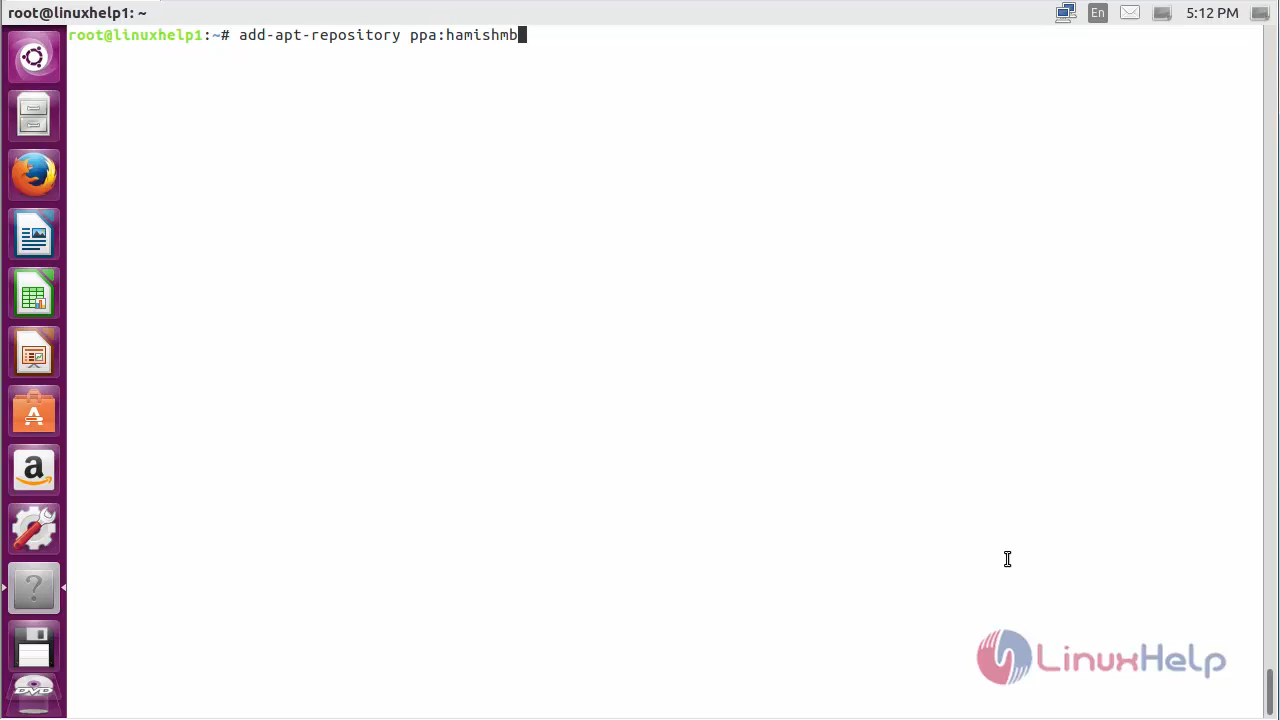 root@linuxhelp1: ~
En
5:12 PM
root@linuxhelp1:~# add-apt-repository ppa:hamishmb
LinuxHelp